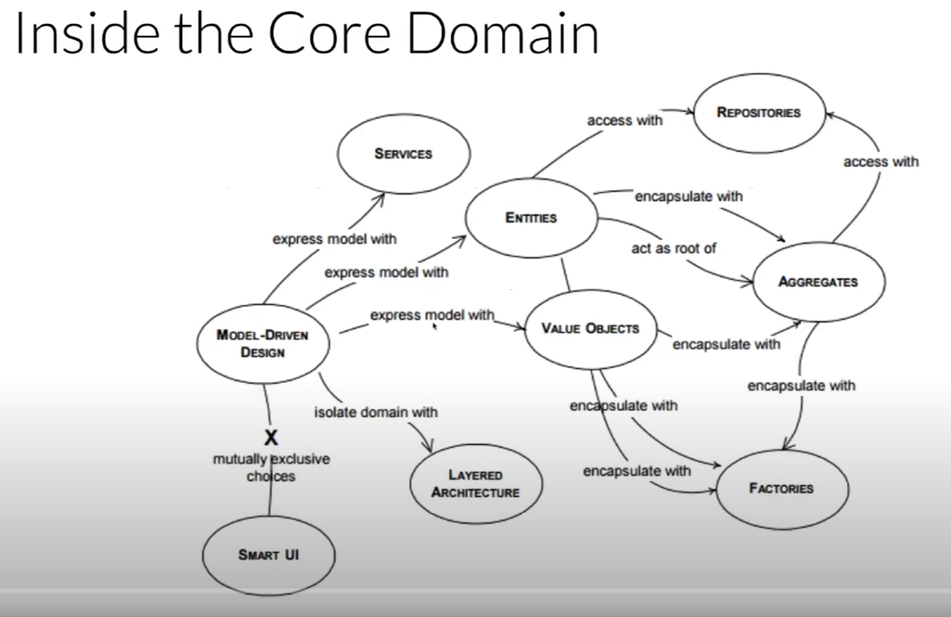 Inside the Core Domain
REPOSITORIES
access with
SERVICES
access with
encapsulate with
ENTITIES
express model with
act as root of
express model with
AGGREGATES
express model with
VALUE OBJECTS
MODEL-DRIVEN
DESIGN
encapsulate with
encapsulate with
isolate domain with
encapsulate with
X
mutually exclusive
choices
encapsulate with
LAYERED
ARCHITECTURE
FACTORIES
SMART UI